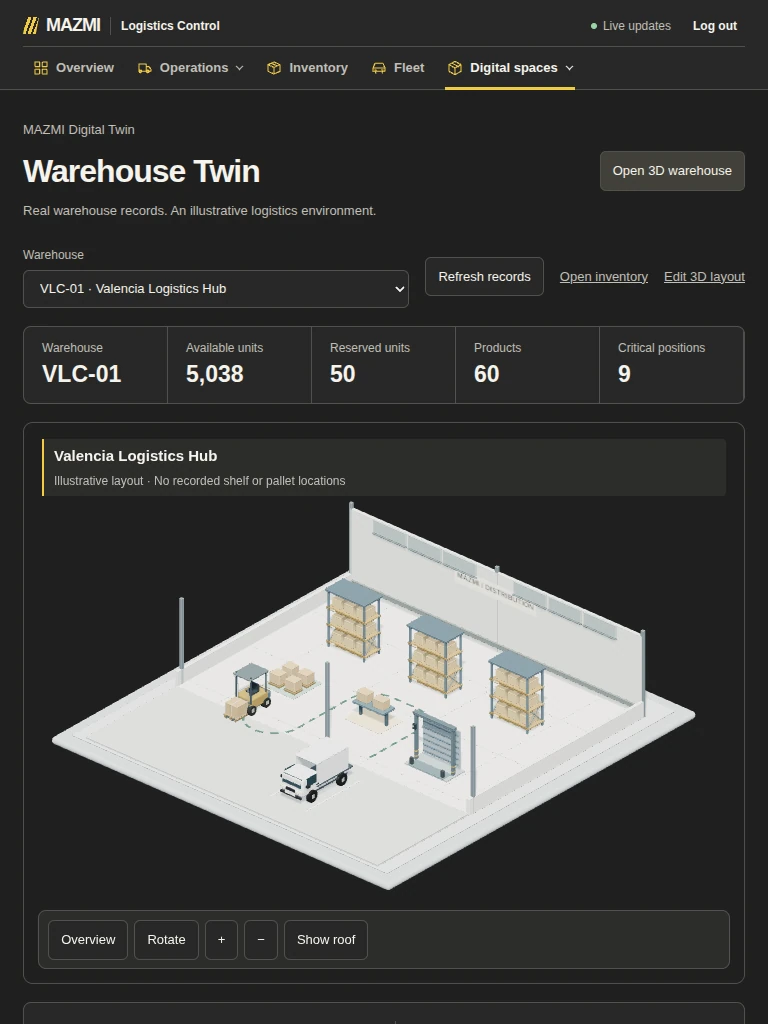 MAZMI Logistics Control
Live updates Log out
Overview Operations Inventory Fleet Digital spaces
MAZMI Digital Twin
Warehouse Twin
Open 3D warehouse
Real warehouse records. An illustrative logistics environment.
Warehouse
VLC-01 · Valencia Logistics Hub
Refresh records Open inventory Edit 3D layout
Warehouse Available units Reserved units Products Critical positions
VLC-01 5,038 50 60 9
Valencia Logistics Hub
Illustrative layout · No recorded shelf or pallet locations
MAZMI DISTRIBUTION
Overview Rotate + − Show roof